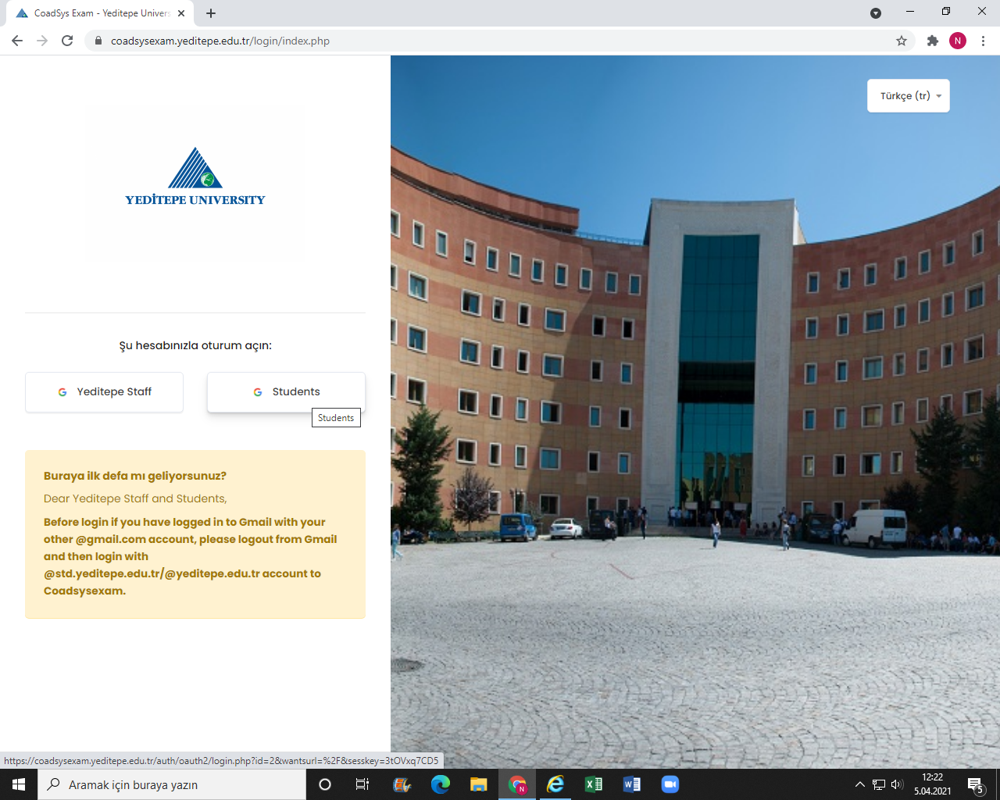 CoadSys Exam - Yeditepe Univers
coadsysexam.yeditepe.edu.tr/login/index.php
N
Türkçe (tr)
YEDİTEPE UNIVERSITY
Şu hesabınızla oturum açın:
Yeditepe Staff
Students
Students
Buraya ilk defa mı geliyorsunuz?
Dear Yeditepe Staff and Students,
Before login if you have logged in to Gmail with your
other @gmail.com account, please logout from Gmail
and then login with
@std.yeditepe.edu.tr/@yeditepe.edu.tr account to
Coadsysexam.
https://coadsysexam.yeditepe.edu.tr/auth/oauth2/login.php?id=2&wantsurl=%2F&sesskey=3tOVxq7CD5
Aramak için buraya yazın
N
12:22
5.04.2021
5